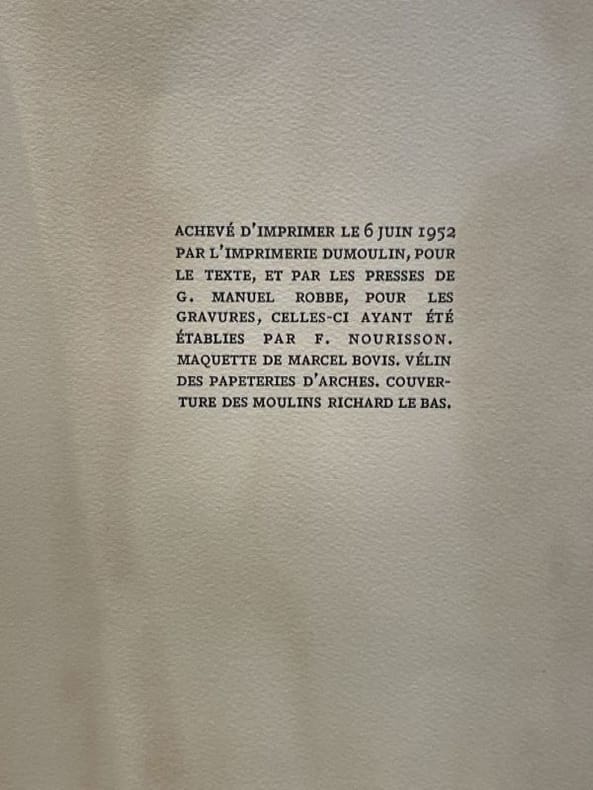 ACHEVÉ D'IMPRIMER LE 6 JUIN 1952
PAR L'IMPRIMERIE DUMOULIN, POUR
LE TEXTE, ET PAR LES PRESSES DE
G. MANUEL ROBBE, POUR LES
GRAVURES, CELLES-CI AYANT ÉTÉ
ÉTABLIES PAR F. NOURISSON.
MAQUETTE DE MARCEL BOVIS. VÉLIN
DES PAPETERIES D'ARCHES. COUVER-
TURE DES MOULINS RICHARD LE BAS.